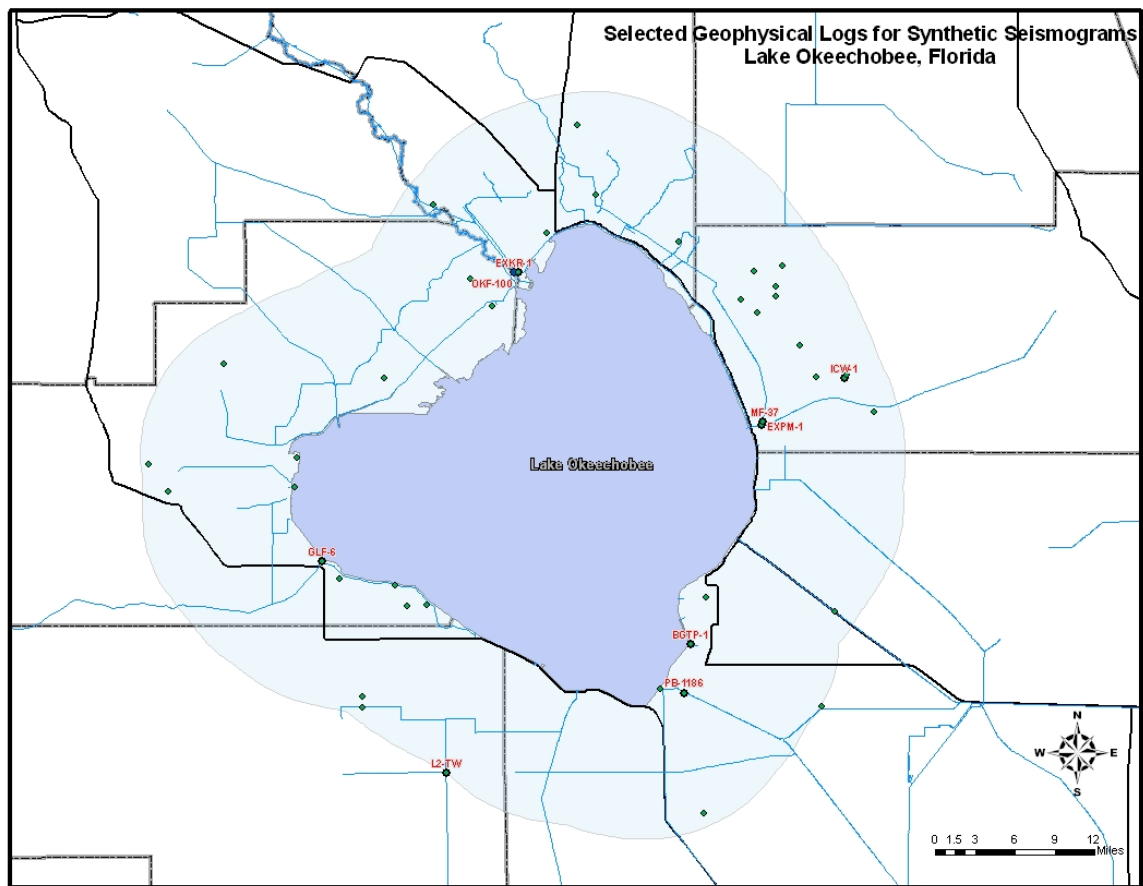 Selected Geophysical Logs for Synthetic Seismograms
Lake Okeechobee, Florida
EXKR-1
OKF-100
ICW-1
MF-37
EXPM-1
Lake Okeechobee
GLF-6
BGTP-1
PB-1186
L2-TW
N
W E
S
0 1.5 3 6 9 12
Miles